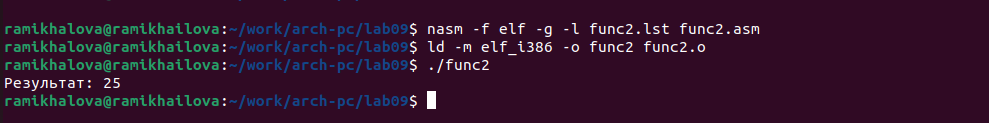 ramikhalova@ramikhailova:~/work/arch-pc/lab09$ nasm -f elf -g -l func2.lst func2.asm
ramikhalova@ramikhailova:~/work/arch-pc/lab09$ ld -m elf_i386 -o func2 func2.o
ramikhalova@ramikhailova:~/work/arch-pc/lab09$ ./func2
Результат: 25
ramikhalova@ramikhailova:~/work/arch-pc/lab09$